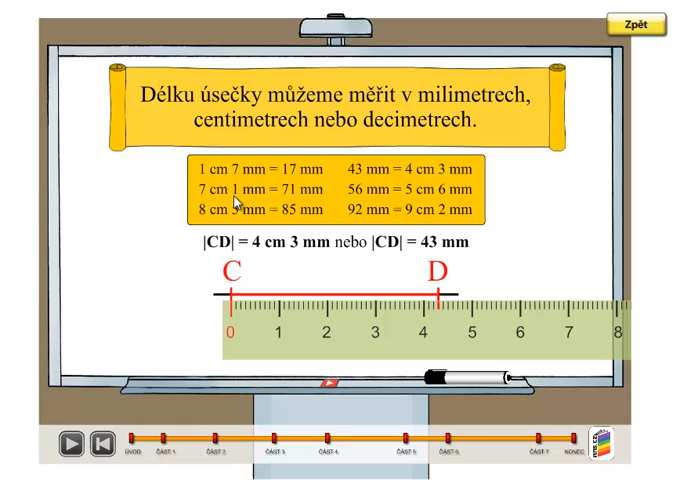 Zpět
Délku úsečky můžeme měřit v milimetrech,
centimetrech nebo decimetrech.
1 cm 7 mm = 17 mm 43 mm = 4 cm 3 mm
7 cm 1 mm = 71 mm 56 mm = 5 cm 6 mm
8 cm 5 mm = 85 mm 92 mm = 9 cm 2 mm
|CD| = 4 cm 3 mm nebo |CD| = 43 mm
C D
0 1 2 3 4 5 6 7 8
ÚVOD ČÁST 1 ČÁST 2 ČÁST 3 ČÁST 4 ČÁST 5 ČÁST 6 ČÁST 7 KONEC